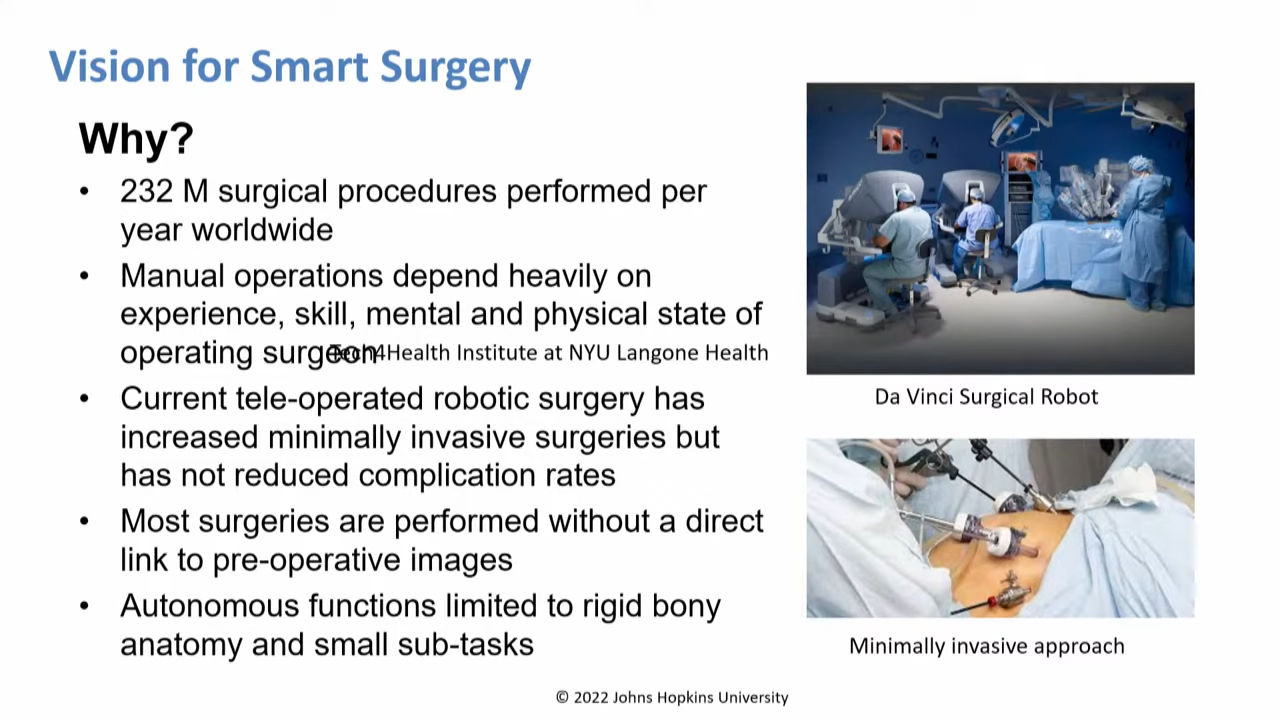 Vision for Smart Surgery
Why?
• 232 M surgical procedures performed per
year worldwide
• Manual operations depend heavily on
experience, skill, mental and physical state of
operating surgeon
Tech4Health Institute at NYU Langone Health
• Current tele-operated robotic surgery has
increased minimally invasive surgeries but
has not reduced complication rates
• Most surgeries are performed without a direct
link to pre-operative images
• Autonomous functions limited to rigid bony
anatomy and small sub-tasks
Da Vinci Surgical Robot
Minimally invasive approach
© 2022 Johns Hopkins University